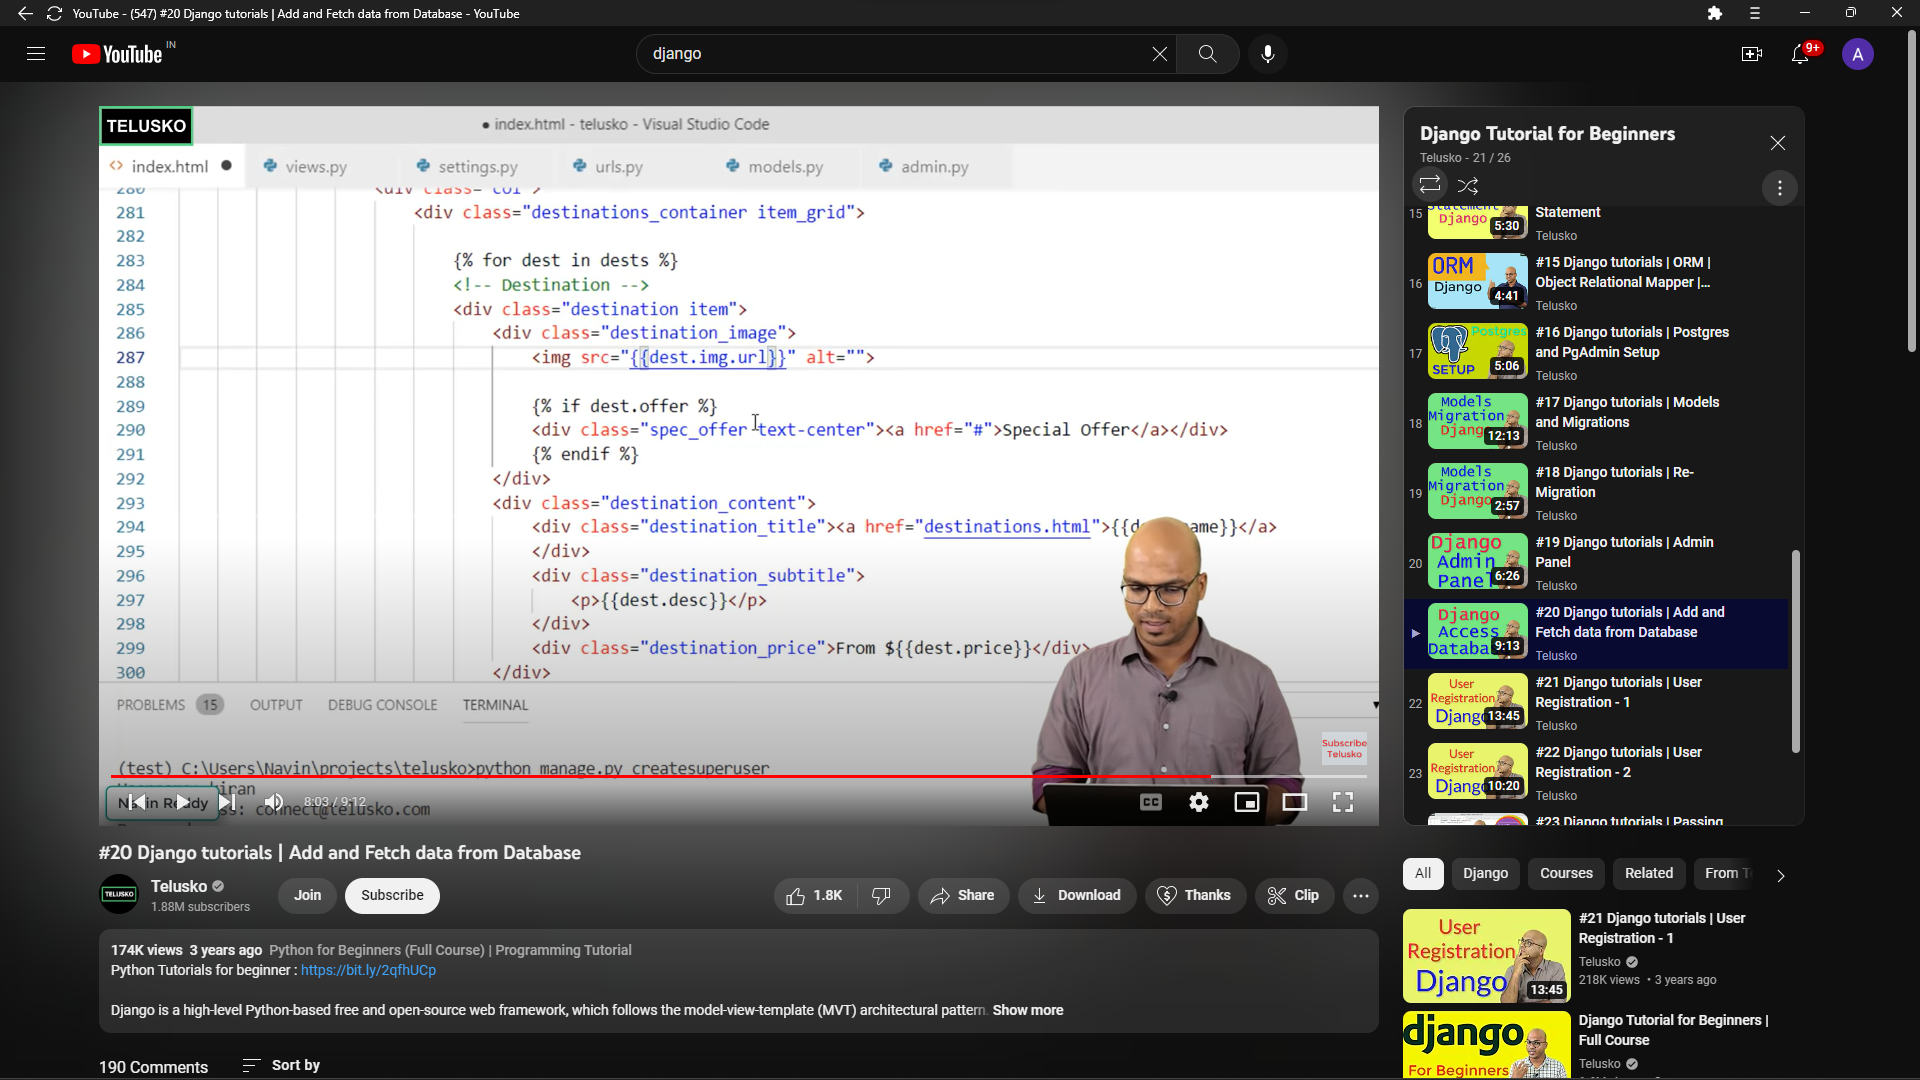 YouTube - (547) #20 Django tutorials | Add and Fetch data from Database - YouTube
YouTube IN
django
9+
A
TELUSKO
● index.html - telusko - Visual Studio Code
<> index.html ● views.py settings.py urls.py models.py admin.py
280 <div class="col">
281 <div class="destinations_container item_grid">
282
283 {% for dest in dests %}
284 <!-- Destination -->
285 <div class="destination item">
286 <div class="destination_image">
287 <img src="{{dest.img.url}}" alt="">
288
289 {% if dest.offer %}
290 <div class="spec_offer text-center"><a href="#">Special Offer</a></div>
291 {% endif %}
292 </div>
293 <div class="destination_content">
294 <div class="destination_title"><a href="destinations.html">{{d ame}}</a>
295 </div>
296 <div class="destination_subtitle">
297 <p>{{dest.desc}}</p>
298 </div>
299 <div class="destination_price">From ${{dest.price}}</div>
300 </div>
PROBLEMS 15 OUTPUT DEBUG CONSOLE TERMINAL
Subscribe
Telusko
(test) C:\Users\Navin\projects\telusko>python manage.py createsuperuser
kiran
Navin Reddy ss: connect@telusko.com
8:03 / 9:12
CC
#20 Django tutorials | Add and Fetch data from Database
TELUSKO
Telusko
1.88M subscribers
Join
Subscribe
1.8K
Share
Download
Thanks
Clip
174K views 3 years ago Python for Beginners (Full Course) | Programming Tutorial
Python Tutorials for beginner : https://bit.ly/2qfhUCp
Django is a high-level Python-based free and open-source web framework, which follows the model-view-template (MVT) architectural pattern. Show more
190 Comments
Sort by
Django Tutorial for Beginners
Telusko - 21 / 26
15
Statement
Django
5:30
Statement
Telusko
16
ORM
Django
4:41
#15 Django tutorials | ORM |
Object Relational Mapper |...
Telusko
17
Postgres
SETUP
5:06
#16 Django tutorials | Postgres
and PgAdmin Setup
Telusko
18
Models
Migration
Django
12:13
#17 Django tutorials | Models
and Migrations
Telusko
19
Models
Migration
Django
2:57
#18 Django tutorials | Re-
Migration
Telusko
20
Django
Admin
Panel
6:26
#19 Django tutorials | Admin
Panel
Telusko
Django
Access
Databa
9:13
#20 Django tutorials | Add and
Fetch data from Database
Telusko
22
User
Registration
Django
13:45
#21 Django tutorials | User
Registration - 1
Telusko
23
User
Registration
Django
10:20
#22 Django tutorials | User
Registration - 2
Telusko
#23 Django tutorials | Passing
All
Django
Courses
Related
From T
User
Registration
Django
13:45
#21 Django tutorials | User
Registration - 1
Telusko
218K views • 3 years ago
django
For Beginners
Django Tutorial for Beginners |
Full Course
Telusko